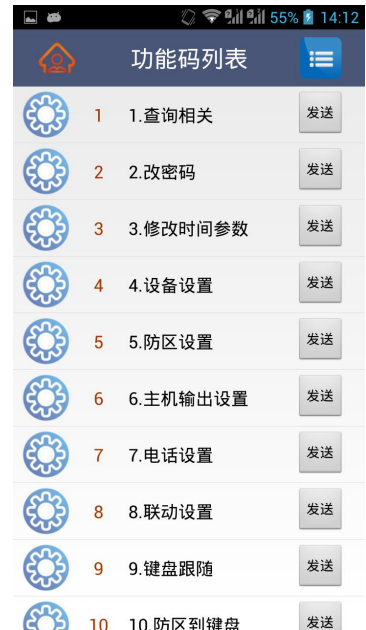 55% 14:12
功能码列表
1 1.查询相关 发送
2 2.改密码 发送
3 3.修改时间参数 发送
4 4.设备设置 发送
5 5.防区设置 发送
6 6.主机输出设置 发送
7 7.电话设置 发送
8 8.联动设置 发送
9 9.键盘跟随 发送
10 10.防区到键盘 发送